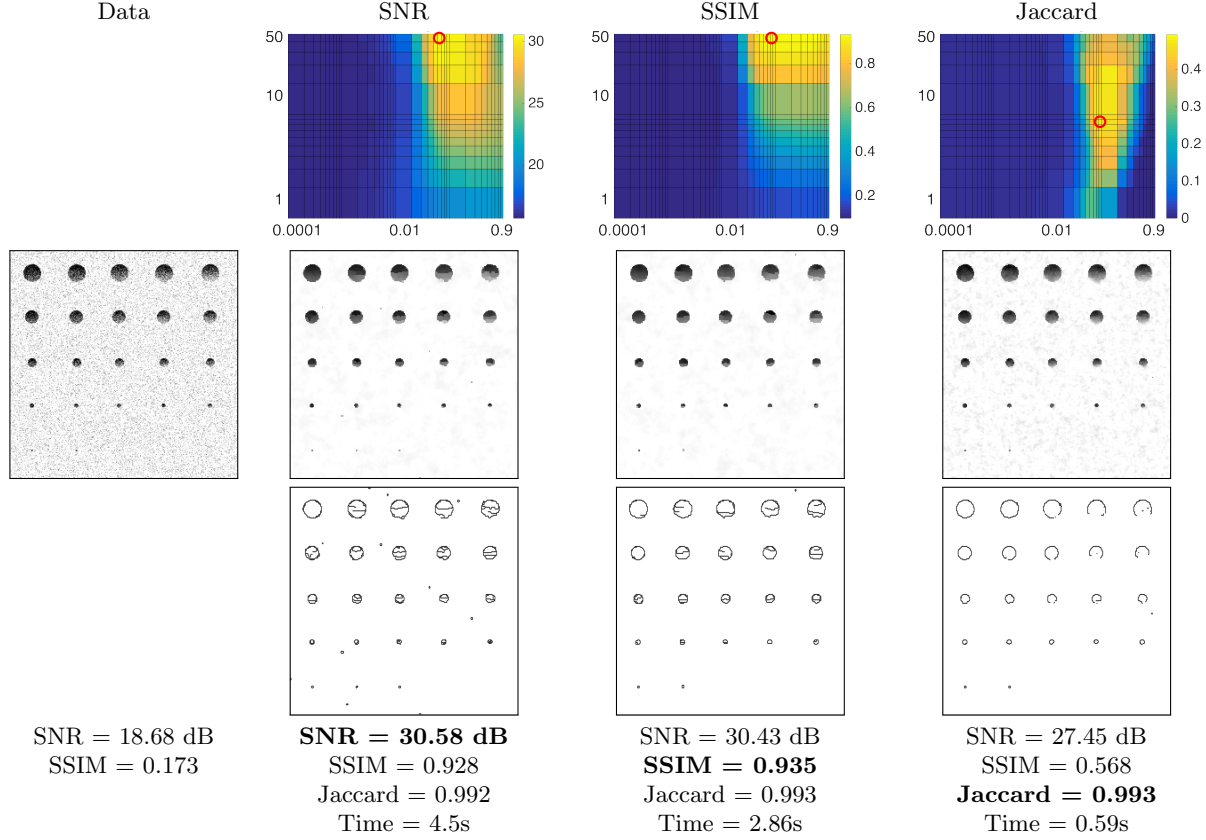 Data
SNR
SSIM
Jaccard
50
10
1
0.0001
0.01
0.9
30
25
20
50
10
1
0.0001
0.01
0.9
0.8
0.6
0.4
0.2
50
10
1
0.0001
0.01
0.9
0.4
0.3
0.2
0.1
0
SNR = 18.68 dB
SSIM = 0.173
SNR = 30.58 dB
SSIM = 0.928
Jaccard = 0.992
Time = 4.5s
SNR = 30.43 dB
SSIM = 0.935
Jaccard = 0.993
Time = 2.86s
SNR = 27.45 dB
SSIM = 0.568
Jaccard = 0.993
Time = 0.59s